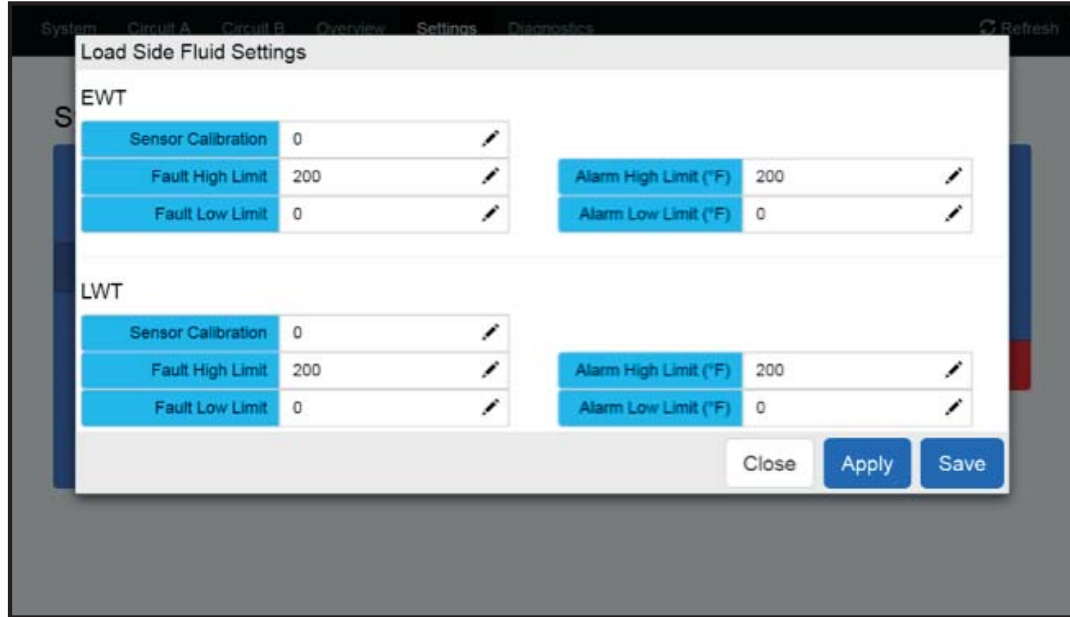 System Circuit A Circuit B Overview Settings Diagnostics Refresh
Load Side Fluid Settings
EWT
Sensor Calibration 0
Fault High Limit 200 Alarm High Limit (°F) 200
Fault Low Limit 0 Alarm Low Limit (°F) 0
LWT
Sensor Calibration 0
Fault High Limit 200 Alarm High Limit (°F) 200
Fault Low Limit 0 Alarm Low Limit (°F) 0
Close Apply Save